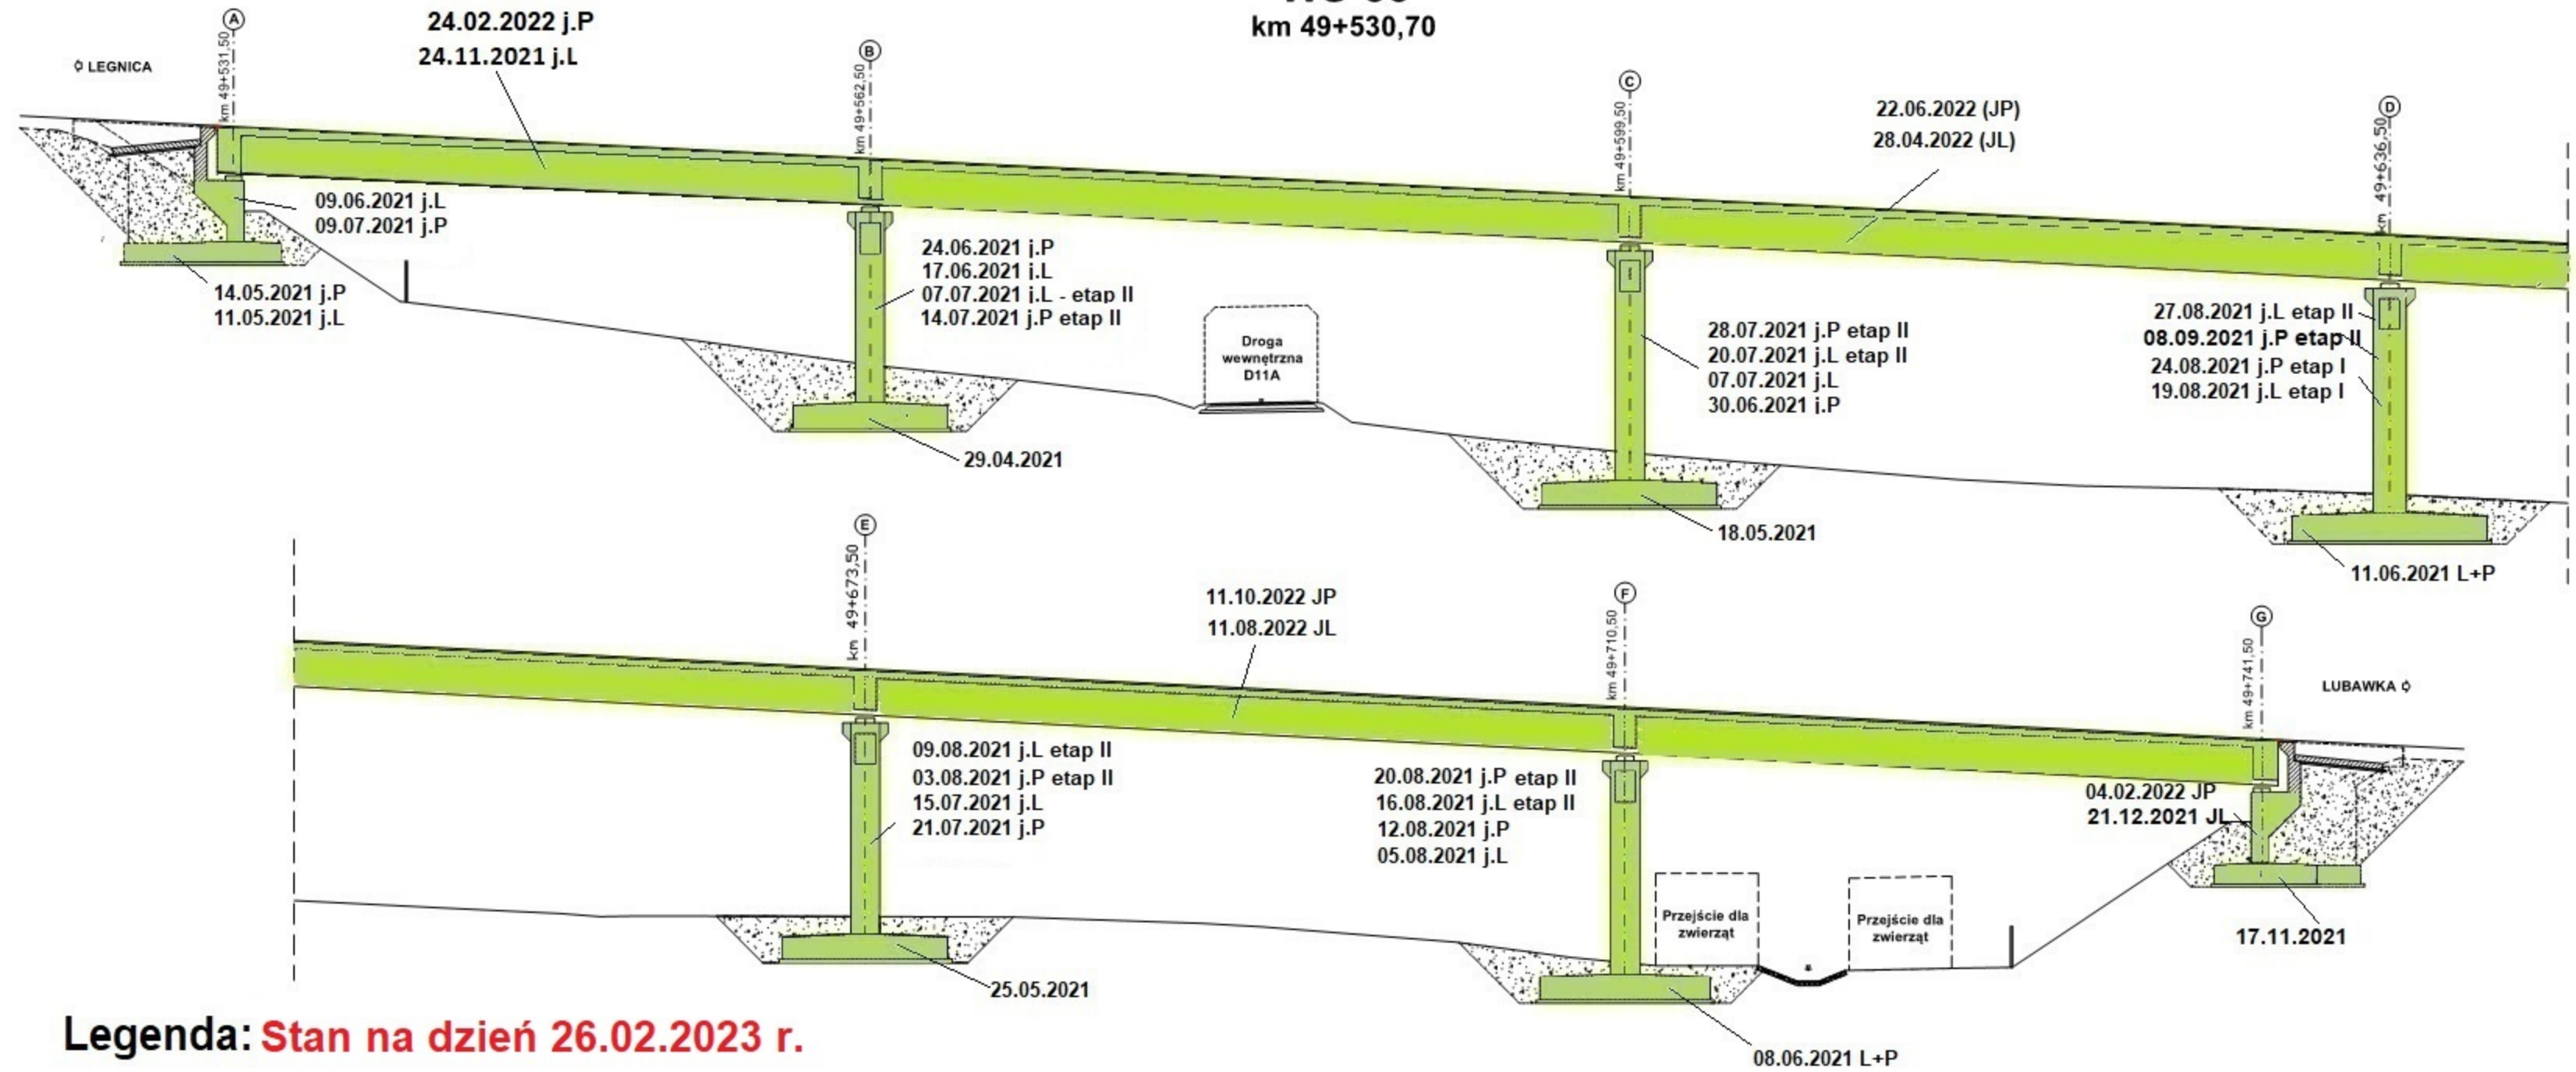 km 49+530,70
LEGNICA
A
km 49+531,50
24.02.2022 j.P
24.11.2021 j.L
B
km 49+562,50
C
km 49+599,50
22.06.2022 (JP)
28.04.2022 (JL)
D
km 49+636,50
09.06.2021 j.L
09.07.2021 j.P
14.05.2021 j.P
11.05.2021 j.L
24.06.2021 j.P
17.06.2021 j.L
07.07.2021 j.L - etap II
14.07.2021 j.P etap II
29.04.2021
Droga
wewnętrzna
D11A
28.07.2021 j.P etap II
20.07.2021 j.L etap II
07.07.2021 j.L
30.06.2021 j.P
18.05.2021
27.08.2021 j.L etap II
08.09.2021 j.P etap II
24.08.2021 j.P etap I
19.08.2021 j.L etap I
11.06.2021 L+P
E
km 49+673,50
11.10.2022 JP
11.08.2022 JL
F
km 49+710,50
G
km 49+741,50
LUBAWKA
09.08.2021 j.L etap II
03.08.2021 j.P etap II
15.07.2021 j.L
21.07.2021 j.P
25.05.2021
20.08.2021 j.P etap II
16.08.2021 j.L etap II
12.08.2021 j.P
05.08.2021 j.L
08.06.2021 L+P
Przejście dla
zwierząt
Przejście dla
zwierząt
04.02.2022 JP
21.12.2021 JL
17.11.2021
Legenda: Stan na dzień 26.02.2023 r.